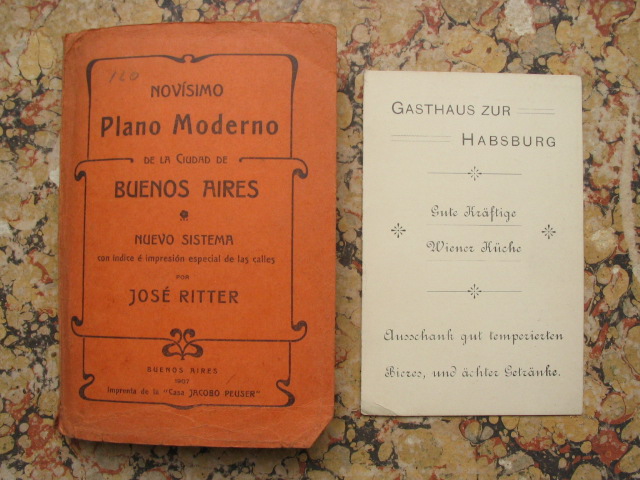 120
NOVÍSIMO
Plano Moderno
DE LA CIUDAD DE
BUENOS AIRES
NUEVO SISTEMA
con índice é impresión especial de las calles
POR
JOSÉ RITTER
BUENOS AIRES
1907
Imprenta de la "Casa JACOBO PEUSER"
GASTHAUS ZUR
HABSBURG
Gute Kräftige
Wiener Küche
Ausschank gut temperierten
Bieres, und ächter Getränke.